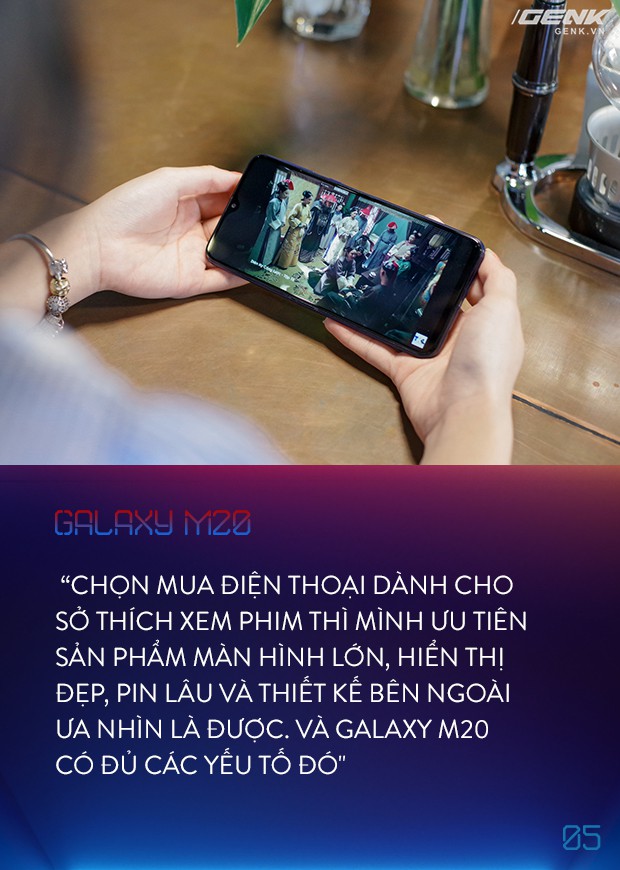 GENK
GENK.VN
GALAXY M20
“CHỌN MUA ĐIỆN THOẠI DÀNH CHO
SỞ THÍCH XEM PHIM THÌ MÌNH ƯU TIÊN
SẢN PHẨM MÀN HÌNH LỚN, HIỂN THỊ
ĐẸP, PIN LÂU VÀ THIẾT KẾ BÊN NGOÀI
ƯA NHÌN LÀ ĐƯỢC. VÀ GALAXY M20
CÓ ĐỦ CÁC YẾU TỐ ĐÓ"
05